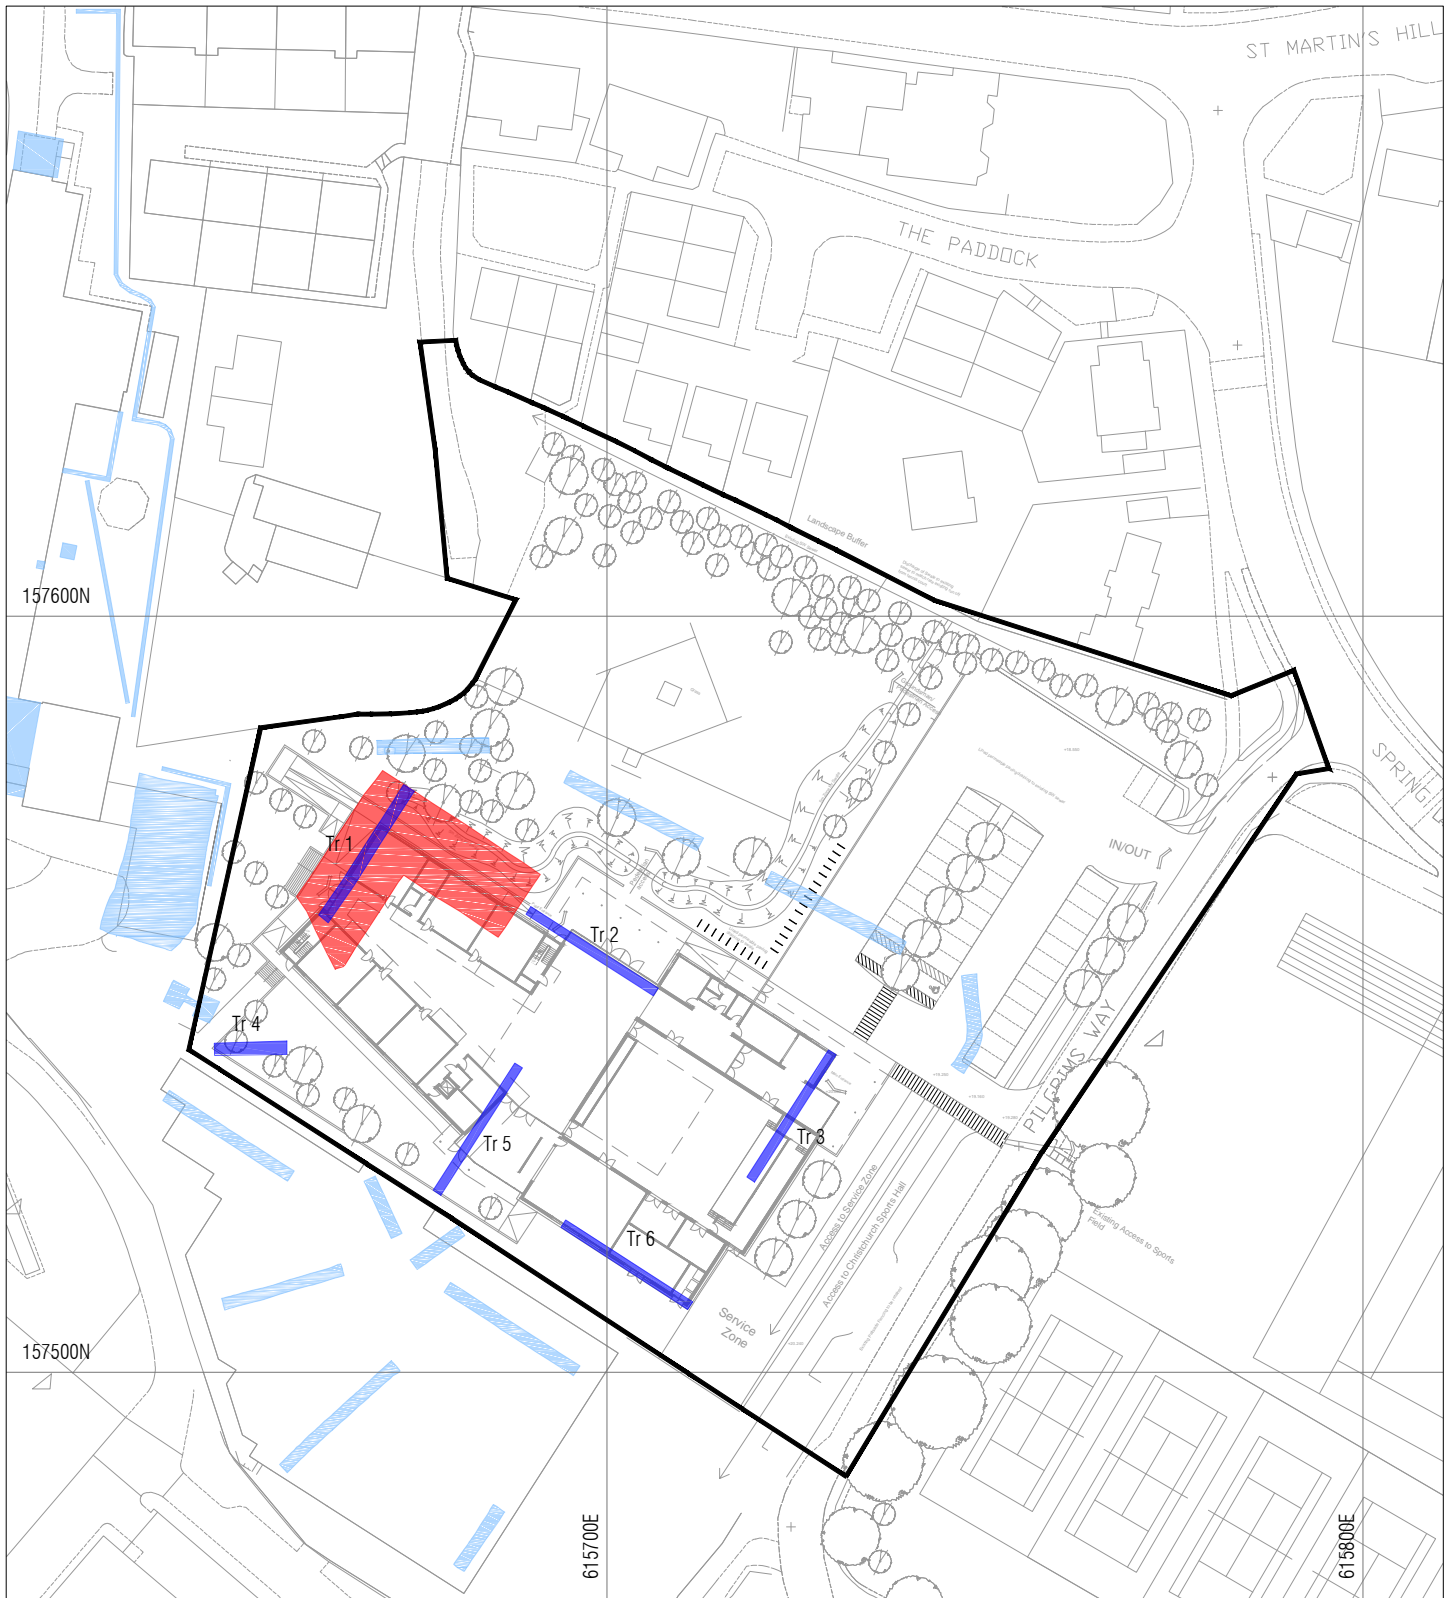 ST MARTIN'S HILL
THE PADDOCK
Landscape Buffer
157600N
SPRING
IN/OUT
Tr 1
Tr 2
Tr 4
PILGRIMS WAY
Tr 5
Tr 3
Access to Service Zone
Access to Christchurch Sports Hall
Existing Access to Sports
Field
Tr 6
Service
Zone
157500N
615700E
615800E